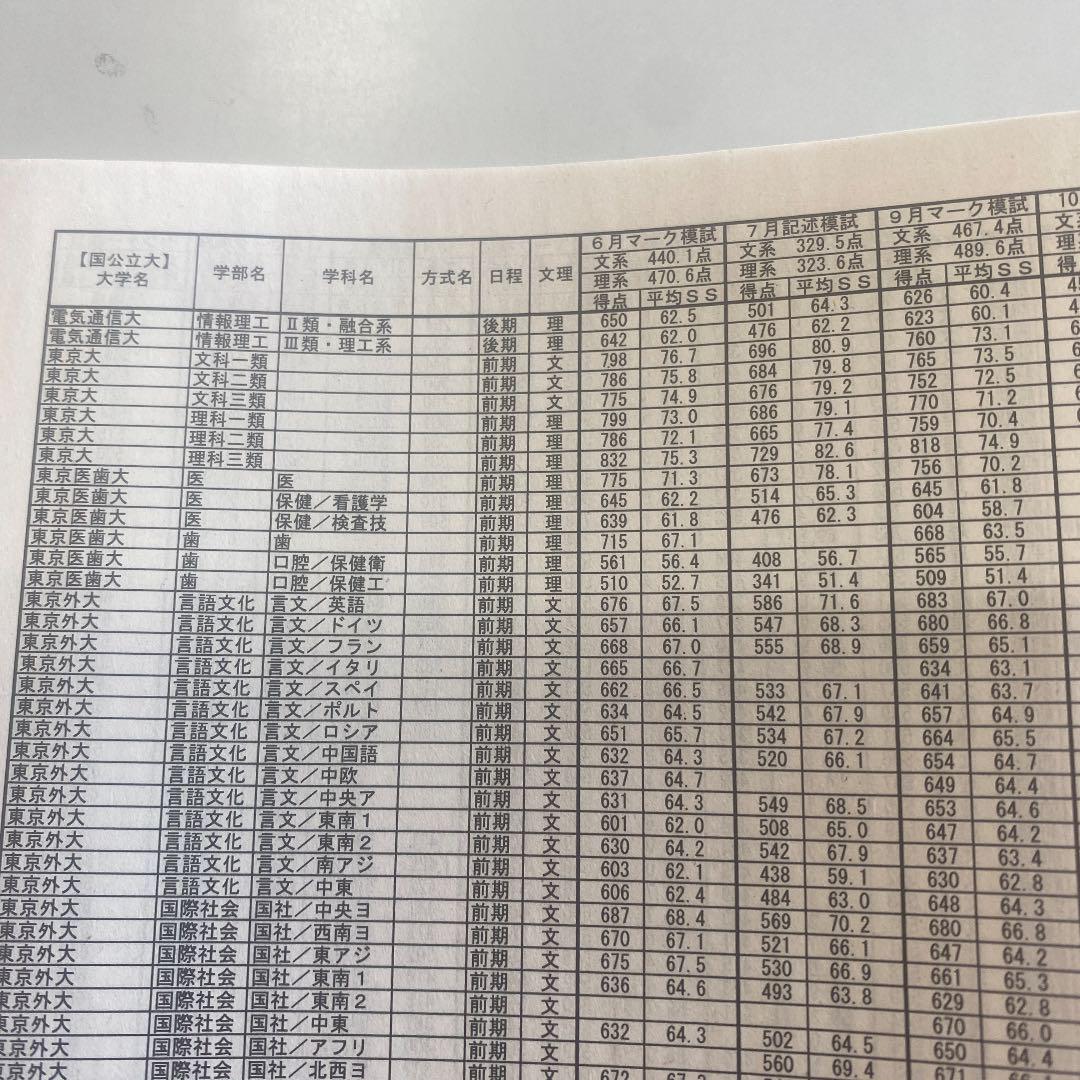 6月マーク模試 7月記述模試 9月マーク模試 10
文系 440.1点 文系 329.5点 文系 467.4点
理系 470.6点 理系 323.6点 理系 489.6点
【国公立大】大学名 学部名 学科名 方式名 日程 文理 得点 平均SS 得点 平均SS 得点 平均SS
電気通信大 情報理工 Ⅱ類・融合系 後期 理 650 62.5 501 64.3 626 60.4
電気通信大 情報理工 Ⅲ類・理工系 後期 理 642 62.0 476 62.2 623 60.1
東京大 文科一類 前期 文 798 76.7 696 80.9 760 73.1
東京大 文科二類 前期 文 786 75.8 684 79.8 765 73.5
東京大 文科三類 前期 文 775 74.9 676 79.2 752 72.5
東京大 理科一類 前期 理 799 73.0 686 79.1 770 71.2
東京大 理科二類 前期 理 786 72.1 665 77.4 759 70.4
東京大 理科三類 前期 理 832 75.3 729 82.6 818 74.9
東京医歯大 医 医 前期 理 775 71.3 673 78.1 756 70.2
東京医歯大 医 保健／看護学 前期 理 645 62.2 514 65.3 645 61.8
東京医歯大 医 保健／検査技 前期 理 639 61.8 476 62.3 604 58.7
東京医歯大 歯 歯 前期 理 715 67.1 668 63.5
東京医歯大 歯 口腔／保健衛 前期 理 561 56.4 408 56.7 565 55.7
東京医歯大 歯 口腔／保健工 前期 理 510 52.7 341 51.4 509 51.4
東京外大 言語文化 言文／英語 前期 文 676 67.5 586 71.6 683 67.0
東京外大 言語文化 言文／ドイツ 前期 文 657 66.1 547 68.3 680 66.8
東京外大 言語文化 言文／フラン 前期 文 668 67.0 555 68.9 659 65.1
東京外大 言語文化 言文／イタリ 前期 文 665 66.7 634 63.1
東京外大 言語文化 言文／スペイ 前期 文 662 66.5 533 67.1 641 63.7
東京外大 言語文化 言文／ポルト 前期 文 634 64.5 542 67.9 657 64.9
東京外大 言語文化 言文／ロシア 前期 文 651 65.7 534 67.2 664 65.5
東京外大 言語文化 言文／中国語 前期 文 632 64.3 520 66.1 654 64.7
東京外大 言語文化 言文／中欧 前期 文 637 64.7 649 64.4
東京外大 言語文化 言文／中央ア 前期 文 631 64.3 549 68.5 653 64.6
東京外大 言語文化 言文／東南1 前期 文 601 62.0 508 65.0 647 64.2
東京外大 言語文化 言文／東南2 前期 文 630 64.2 542 67.9 637 63.4
東京外大 言語文化 言文／南アジ 前期 文 603 62.1 438 59.1 630 62.8
東京外大 言語文化 言文／中東 前期 文 606 62.4 484 63.0 648 64.3
東京外大 国際社会 国社／中央ヨ 前期 文 687 68.4 569 70.2 680 66.8
東京外大 国際社会 国社／西南ヨ 前期 文 670 67.1 521 66.1 647 64.2
東京外大 国際社会 国社／東アジ 前期 文 675 67.5 530 66.9 661 65.3
東京外大 国際社会 国社／東南1 前期 文 636 64.6 493 63.8 629 62.8
東京外大 国際社会 国社／東南2 前期 文 670 66.0
東京外大 国際社会 国社／中東 前期 文 632 64.3 502 64.5 650 64.4
東京外大 国際社会 国社／アフリ 前期 文 560 69.4 671
東京外大 国際社会 国社／北西ヨ 前期 文 672